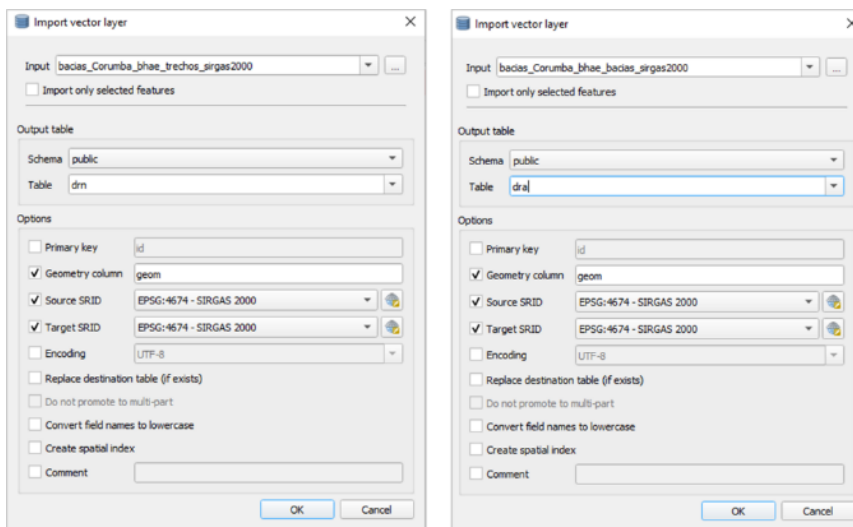 Import vector layer
Input bacias_Corumba_bhae_trechos_sirgas2000 ...
Import only selected features
Output table
Schema public
Table drn
Options
Primary key id
Geometry column geom
Source SRID EPSG:4674 - SIRGAS 2000
Target SRID EPSG:4674 - SIRGAS 2000
Encoding UTF-8
Replace destination table (if exists)
Do not promote to multi-part
Convert field names to lowercase
Create spatial index
Comment
OK Cancel
Import vector layer
Input bacias_Corumba_bhae_bacias_sirgas2000 ...
Import only selected features
Output table
Schema public
Table dra
Options
Primary key id
Geometry column geom
Source SRID EPSG:4674 - SIRGAS 2000
Target SRID EPSG:4674 - SIRGAS 2000
Encoding UTF-8
Replace destination table (if exists)
Do not promote to multi-part
Convert field names to lowercase
Create spatial index
Comment
OK Cancel